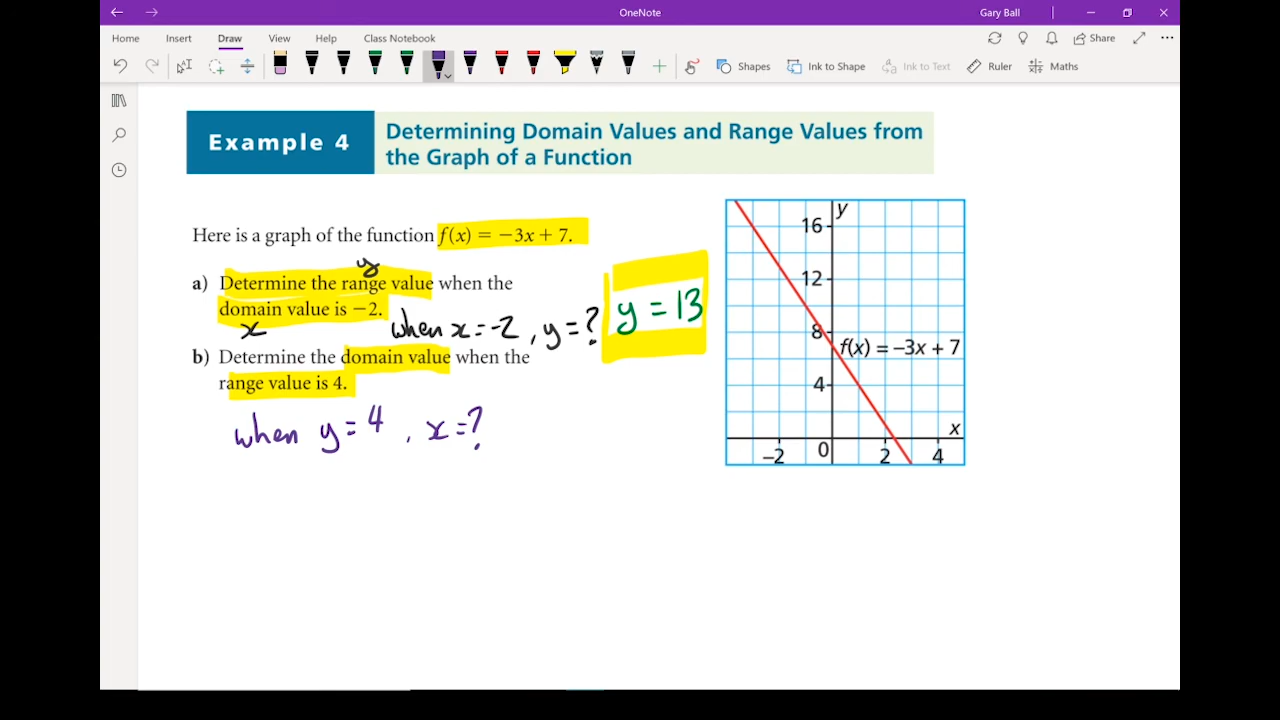 OneNote
Gary Ball
Home Insert Draw View Help Class Notebook
Share
Shapes Ink to Shape Ink to Text Ruler Maths
Example 4
Determining Domain Values and Range Values from
the Graph of a Function
Here is a graph of the function f(x) = −3x + 7.
y
a) Determine the range value when the
domain value is −2.
x
when x = -2, y = ?
y = 13
b) Determine the domain value when the
range value is 4.
when y = 4, x = ?
y
16
12
8
f(x) = −3x + 7
4
x
−2 0 2 4